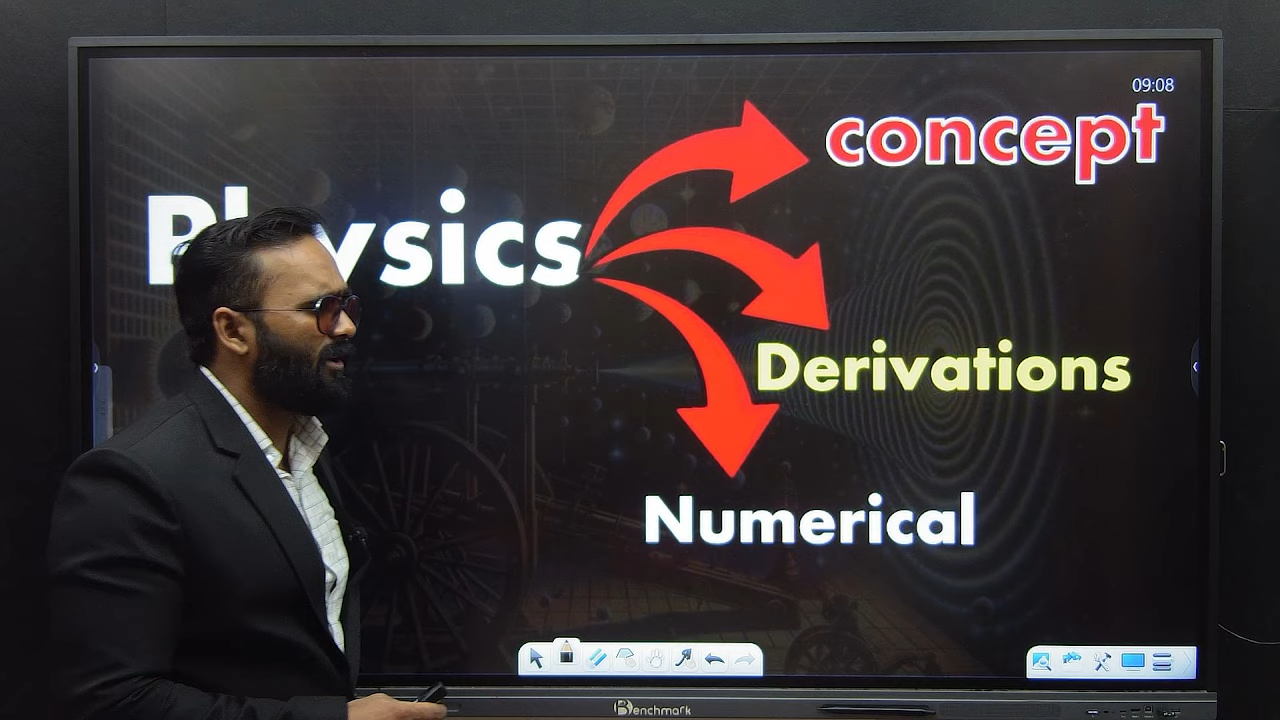 09:08
concept
Physics
Derivations
Numerical
Benchmark